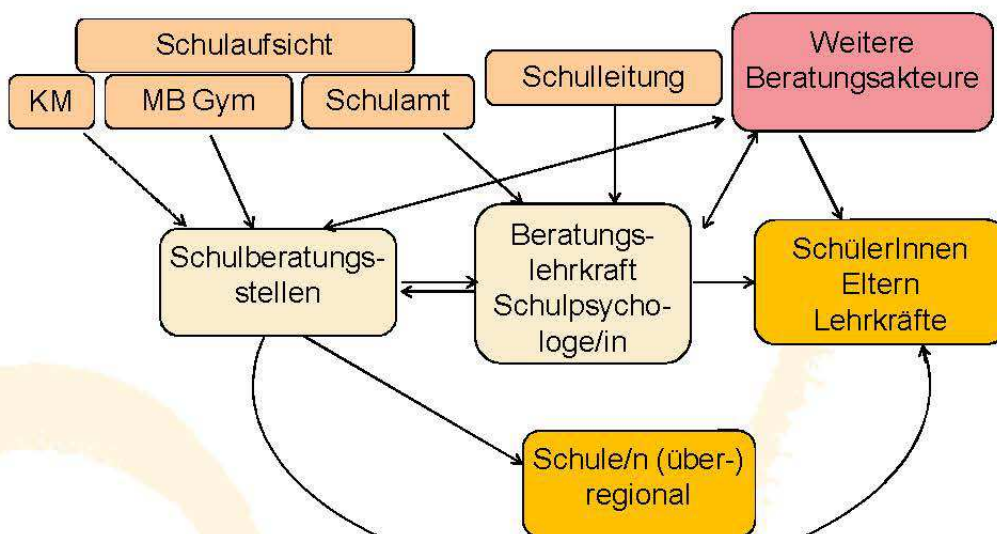 Schulaufsicht
KM
MB Gym
Schulamt
Schulleitung
Weitere
Beratungsakteure
Schulberatungs-
stellen
Beratungs-
lehrkraft
Schulpsycho-
loge/in
SchülerInnen
Eltern
Lehrkräfte
Schule/n (über-)
regional